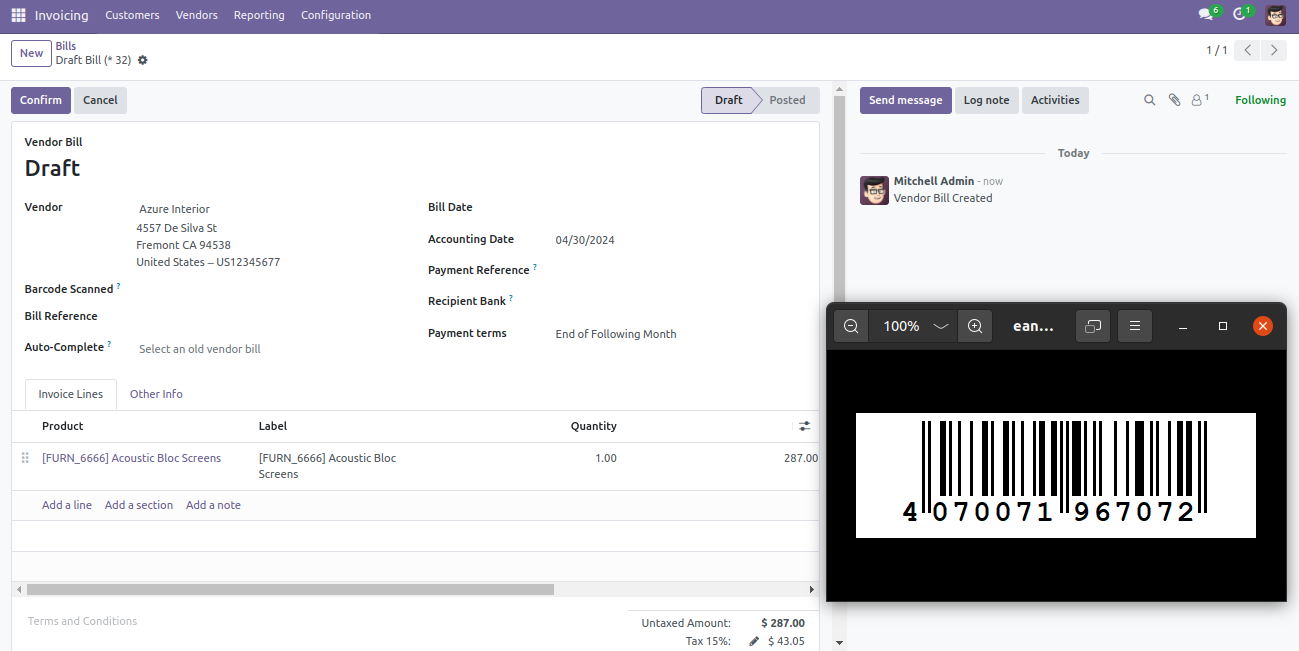 Invoicing Customers Vendors Reporting Configuration 6 1
New Bills
Draft Bill (* 32)
1 / 1
Confirm Cancel
Draft Posted
Vendor Bill
Draft
Vendor Azure Interior
4557 De Silva St
Fremont CA 94538
United States – US12345677
Barcode Scanned ?
Bill Reference
Auto-Complete ? Select an old vendor bill
Bill Date
Accounting Date 04/30/2024
Payment Reference ?
Recipient Bank ?
Payment terms End of Following Month
Invoice Lines Other Info
Product Label Quantity
[FURN_6666] Acoustic Bloc Screens [FURN_6666] Acoustic Bloc Screens 1.00 287.00
Add a line Add a section Add a note
Terms and Conditions
Untaxed Amount: $ 287.00
Tax 15%: $ 43.05
Send message Log note Activities 1 Following
Today
Mitchell Admin - now
Vendor Bill Created
100% ean...
4 070071 967072